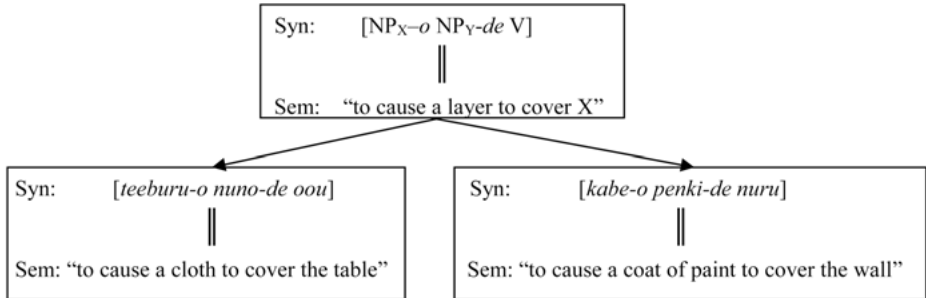 Syn: [NPX–o NPY-de V]
Sem: “to cause a layer to cover X”
Syn: [teeburu-o nuno-de oou]
Sem: “to cause a cloth to cover the table”
Syn: [kabe-o penki-de nuru]
Sem: “to cause a coat of paint to cover the wall”